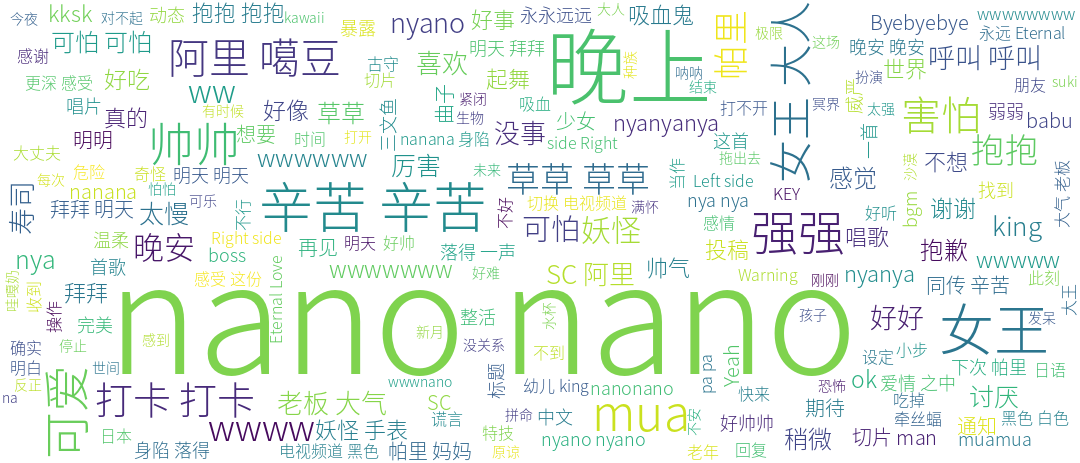 kksk 对不起 动态 抱抱 抱抱 kawaii
今夜 可怕 可怕 暴露 nyano 好事 永永远远 吸血鬼 大人 Byebyebye wwwwwwww
感谢 阿里 噶豆 古守 喜欢 明天 拜拜 晚上 种族 帕里 女王 大人 极限 这场 晚安 晚安 永远 Eternal
更深 感受 好吃 ww 切片 起舞 呐呐 结束 世界 呼叫 呼叫
唱片 有时候 好像 草草 三文鱼 曲子 紧闭 吸血 打不开 冥界 威严 扮演 朋友 suki
真的 生物 少女 nyanyanya 太强 害怕 弱弱 babu
明明 帅帅 想要 时间 打开 nanana 身陷 没事 side Right 这首 一首 抱抱
大丈夫 危险 奇怪 wwwwww 厉害 未来 草草 草草 当作 拖出去 感觉 沙漠 不想
每次 nanana 怕怕 明天 明天 Left side KEY 找到 大气 老板
寿司 拜拜 明天 太慢 可乐 不行 辛苦 辛苦 不好 切换 电视频道 满怀 nya nya 好听 bgm 谢谢
温柔 晚安 Right side 再见 明天 好帅 可怕 妖怪 感情 强强 唱歌 king
nya 首歌 boss 落得 一声 投稿 抱歉
哇嘎奶 收到 拜拜 感受 这份 Eternal Love wwwwwww 好难 SC 阿里 帅气 Warning 刚刚 nyanya wwwww 此刻
操作 完美 nano nano 同传 辛苦 大王
确实 停止 感到 新月 整活 水杯 孩子 好好 女王 发呆
明白 世间 没关系 不到 设定 小步
反正 可爱 wwwnano 标题 幼儿 king nanonano pa pa Yeah 快来 恐怖 ok 爱情 之中 下次 帕里 日语
na 打卡 打卡 老板 大气 SC 谎言 拼命 中文 mua 不安 好帅帅 期待 吃掉 牵丝蝠 讨厌 黑色 白色
日本 wwww 妖怪 手表 特技 nyano nyano 回复 稍微 切片 man 通知
身陷 落得 电视频道 黑色 帕里 妈妈 原谅 老年 muamua